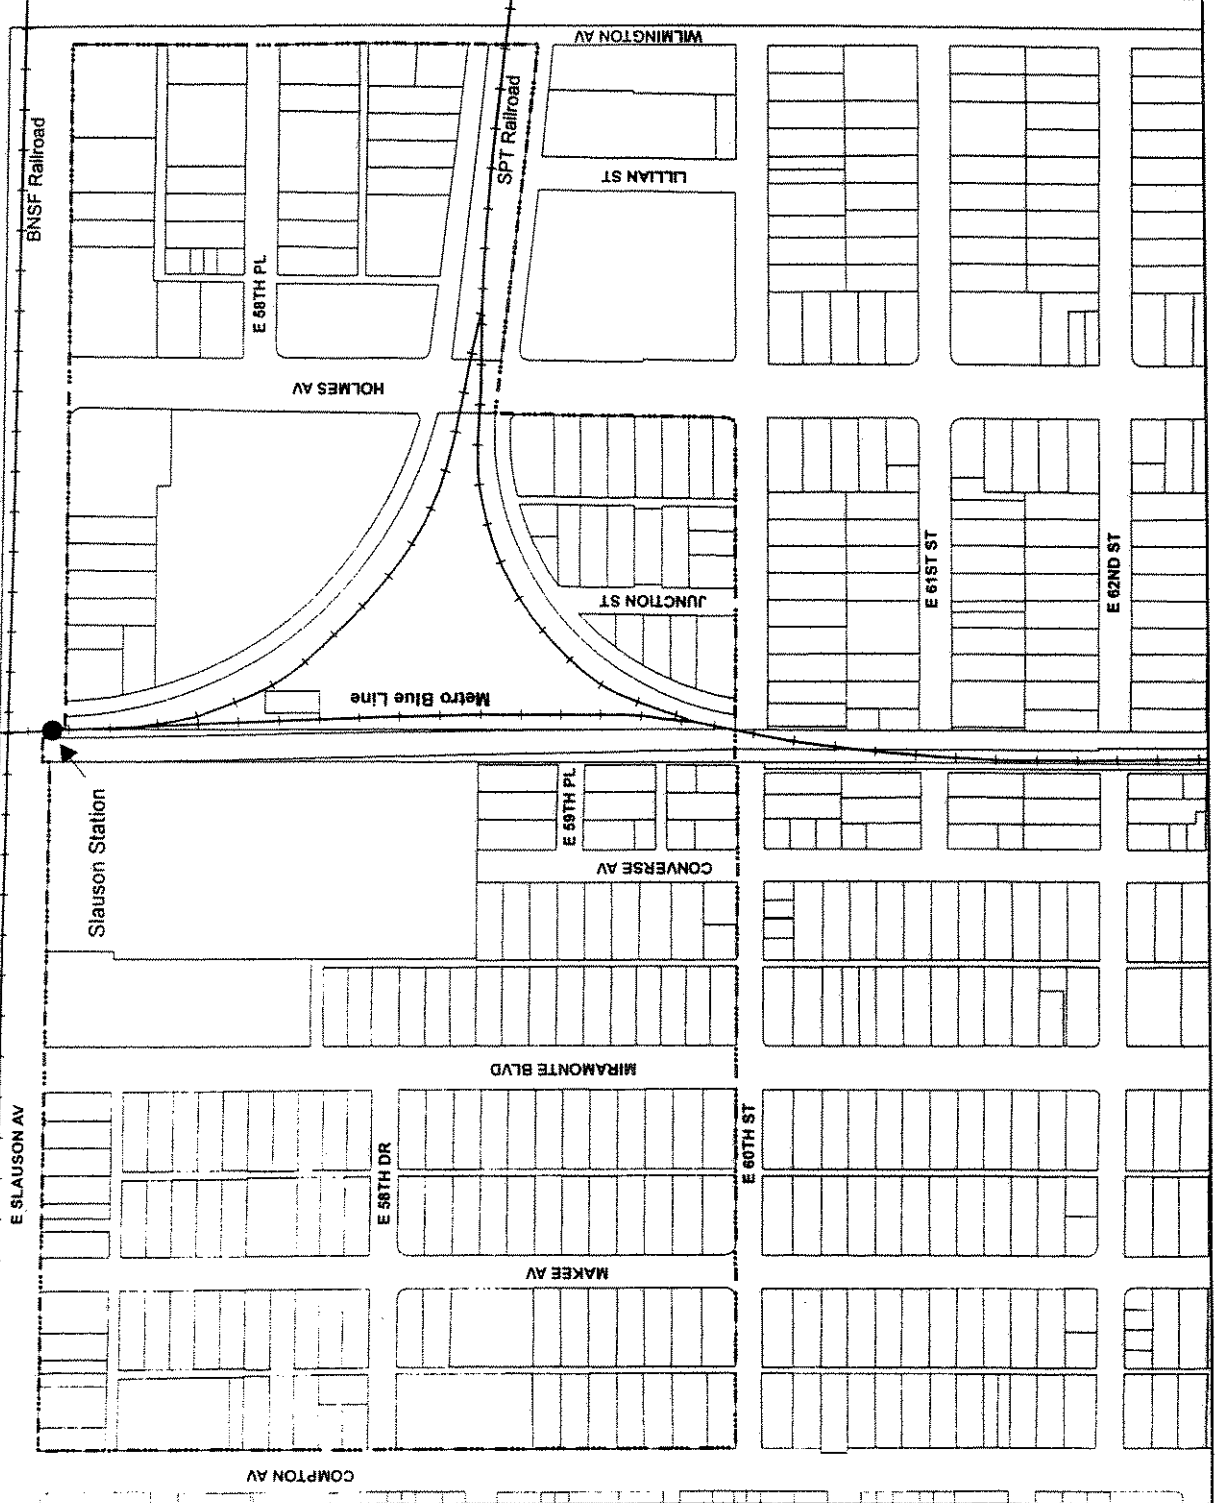 WILMINGTON AV
BNSF Railroad
SPT Railroad
LILLIAN ST
E 58TH PL
HOLMES AV
E 61ST ST
E 62ND ST
JUNCTION ST
Metro Blue Line
Slauson Station
E 59TH PL
CONVERSE AV
MIRAMONTE BLVD
E SLAUSON AV
E 58TH DR
E 60TH ST
MAKEE AV
COMPTON AV